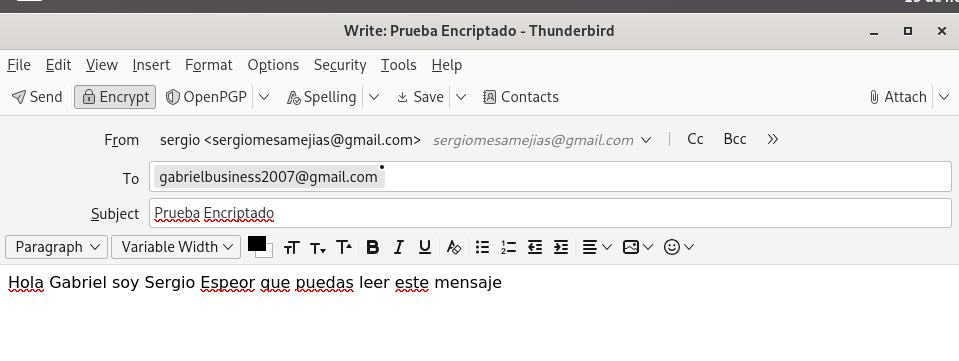 Write: Prueba Encriptado - Thunderbird
File Edit View Insert Format Options Security Tools Help
Send Encrypt OpenPGP Spelling Save Contacts Attach
From sergio <sergiomesamejias@gmail.com> sergiomesamejias@gmail.com Cc Bcc
To gabrielbusiness2007@gmail.com
Subject Prueba Encriptado
Paragraph Variable Width
Hola Gabriel soy Sergio Espeor que puedas leer este mensaje